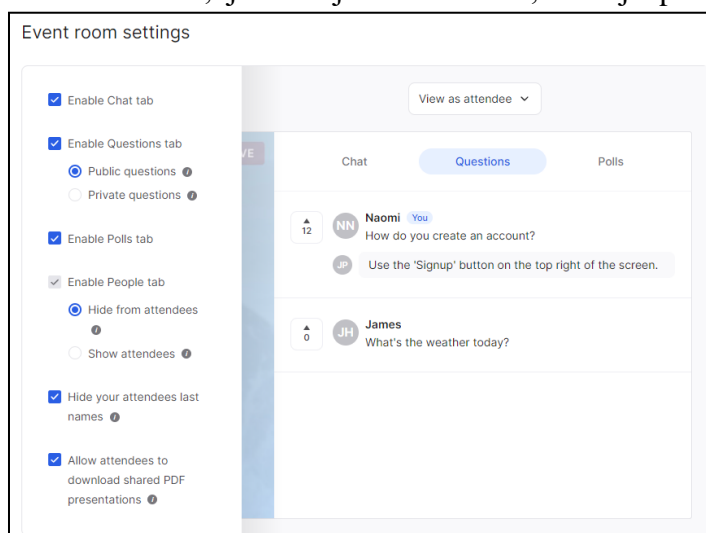 Event room settings
Enable Chat tab
Enable Questions tab
Public questions
Private questions
Enable Polls tab
Enable People tab
Hide from attendees
Show attendees
Hide your attendees last
names
Allow attendees to
download shared PDF
presentations
View as attendee
VE
Chat Questions Polls
12
NN
Naomi You
How do you create an account?
JP
Use the 'Signup' button on the top right of the screen.
0
JH
James
What's the weather today?